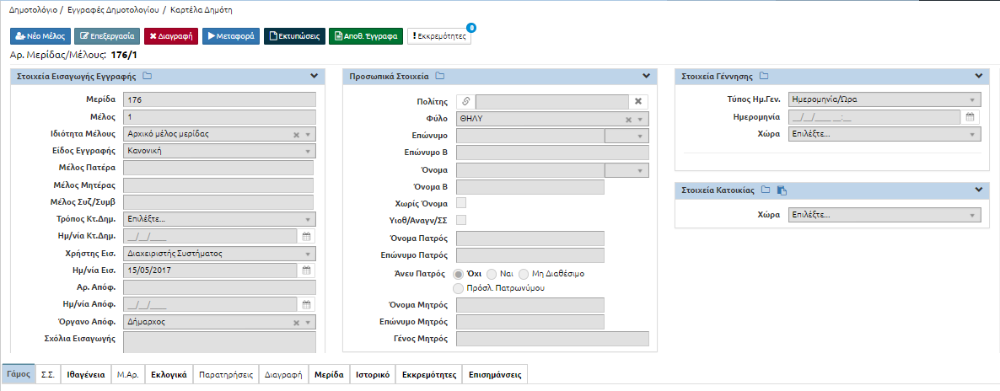 Δημοτολόγιο / Εγγραφές Δημοτολογίου / Καρτέλα Δημότη
Νέο Μέλος Επεξεργασία Διαγραφή Μεταφορά Εκτυπώσεις Αποθ. Έγγραφα Εκκρεμότητες 0
Αρ. Μερίδας/Μέλους: 176/1
Στοιχεία Εισαγωγής Εγγραφής
Μερίδα 176
Μέλος 1
Ιδιότητα Μέλους Αρχικό μέλος μερίδας
Είδος Εγγραφής Κανονική
Μέλος Πατέρα
Μέλος Μητέρας
Μέλος Συζ/Συμβ
Τρόπος Κτ.Δημ. Επιλέξτε...
Ημ/νία Κτ.Δημ. __/__/____
Χρήστης Εισ. Διαχειριστής Συστήματος
Ημ/νία Εισ. 15/05/2017
Αρ. Απόφ.
Ημ/νία Απόφ. __/__/____
Όργανο Απόφ. Δήμαρχος
Σχόλια Εισαγωγής
Προσωπικά Στοιχεία
Πολίτης
Φύλο ΘΗΛΥ
Επώνυμο
Επώνυμο Β
Όνομα
Όνομα Β
Χωρίς Όνομα
Υιοθ/Αναγν/ΣΣ
Όνομα Πατρός
Επώνυμο Πατρός
Άνευ Πατρός Όχι Ναι Μη Διαθέσιμο
Πρόσλ. Πατρωνύμου
Όνομα Μητρός
Επώνυμο Μητρός
Γένος Μητρός
Στοιχεία Γέννησης
Τύπος Ημ.Γεν. Ημερομηνία/Ώρα
Ημερομηνία __/__/____ __:__
Χώρα Επιλέξτε...
Στοιχεία Κατοικίας
Χώρα Επιλέξτε...
Γάμος Σ.Σ. Ιθαγένεια Μ.Αρ. Εκλογικά Παρατηρήσεις Διαγραφή Μερίδα Ιστορικό Εκκρεμότητες Επισημάνσεις